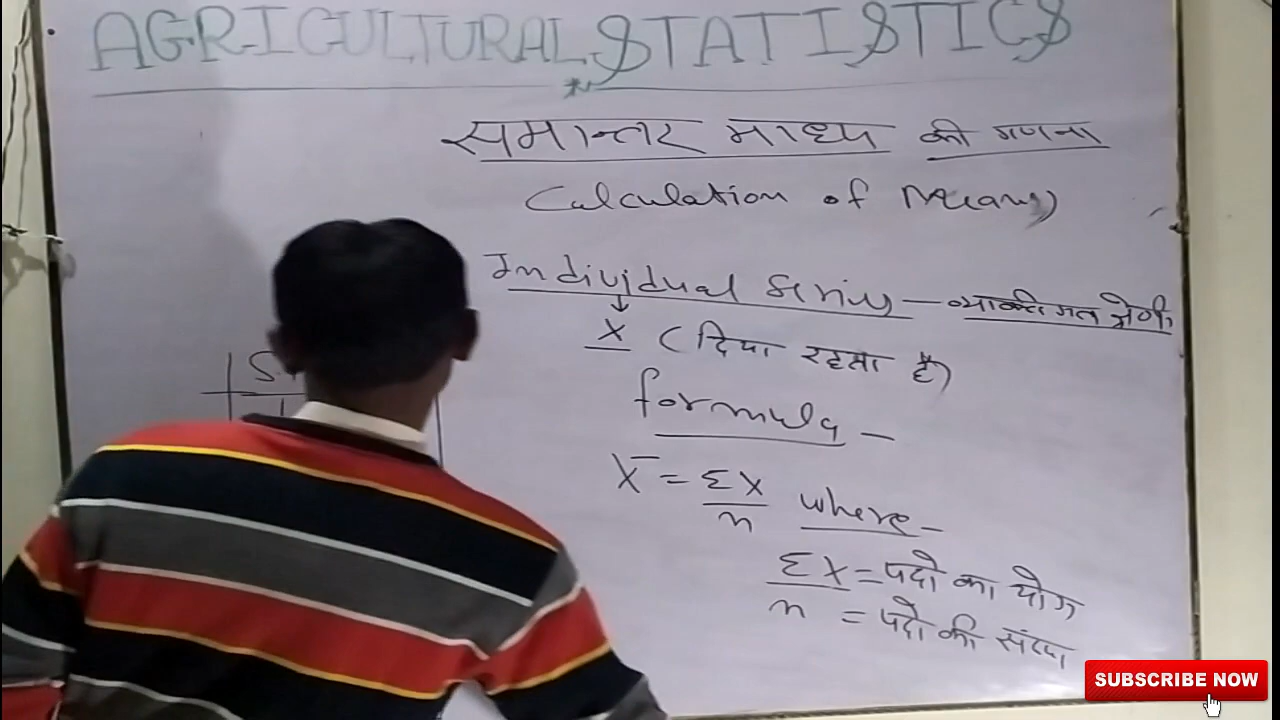 AGRICULTURAL STATISTICS
समान्तर माध्य की गणना
Calculation of Means)
Individual Series — व्यक्तिगत श्रेणी
X (दिया रहता है)
formula —
X̄ = ΣX/n where —
ΣX = पदो का योग
n = पदो की संख्या
S.
1
SUBSCRIBE NOW